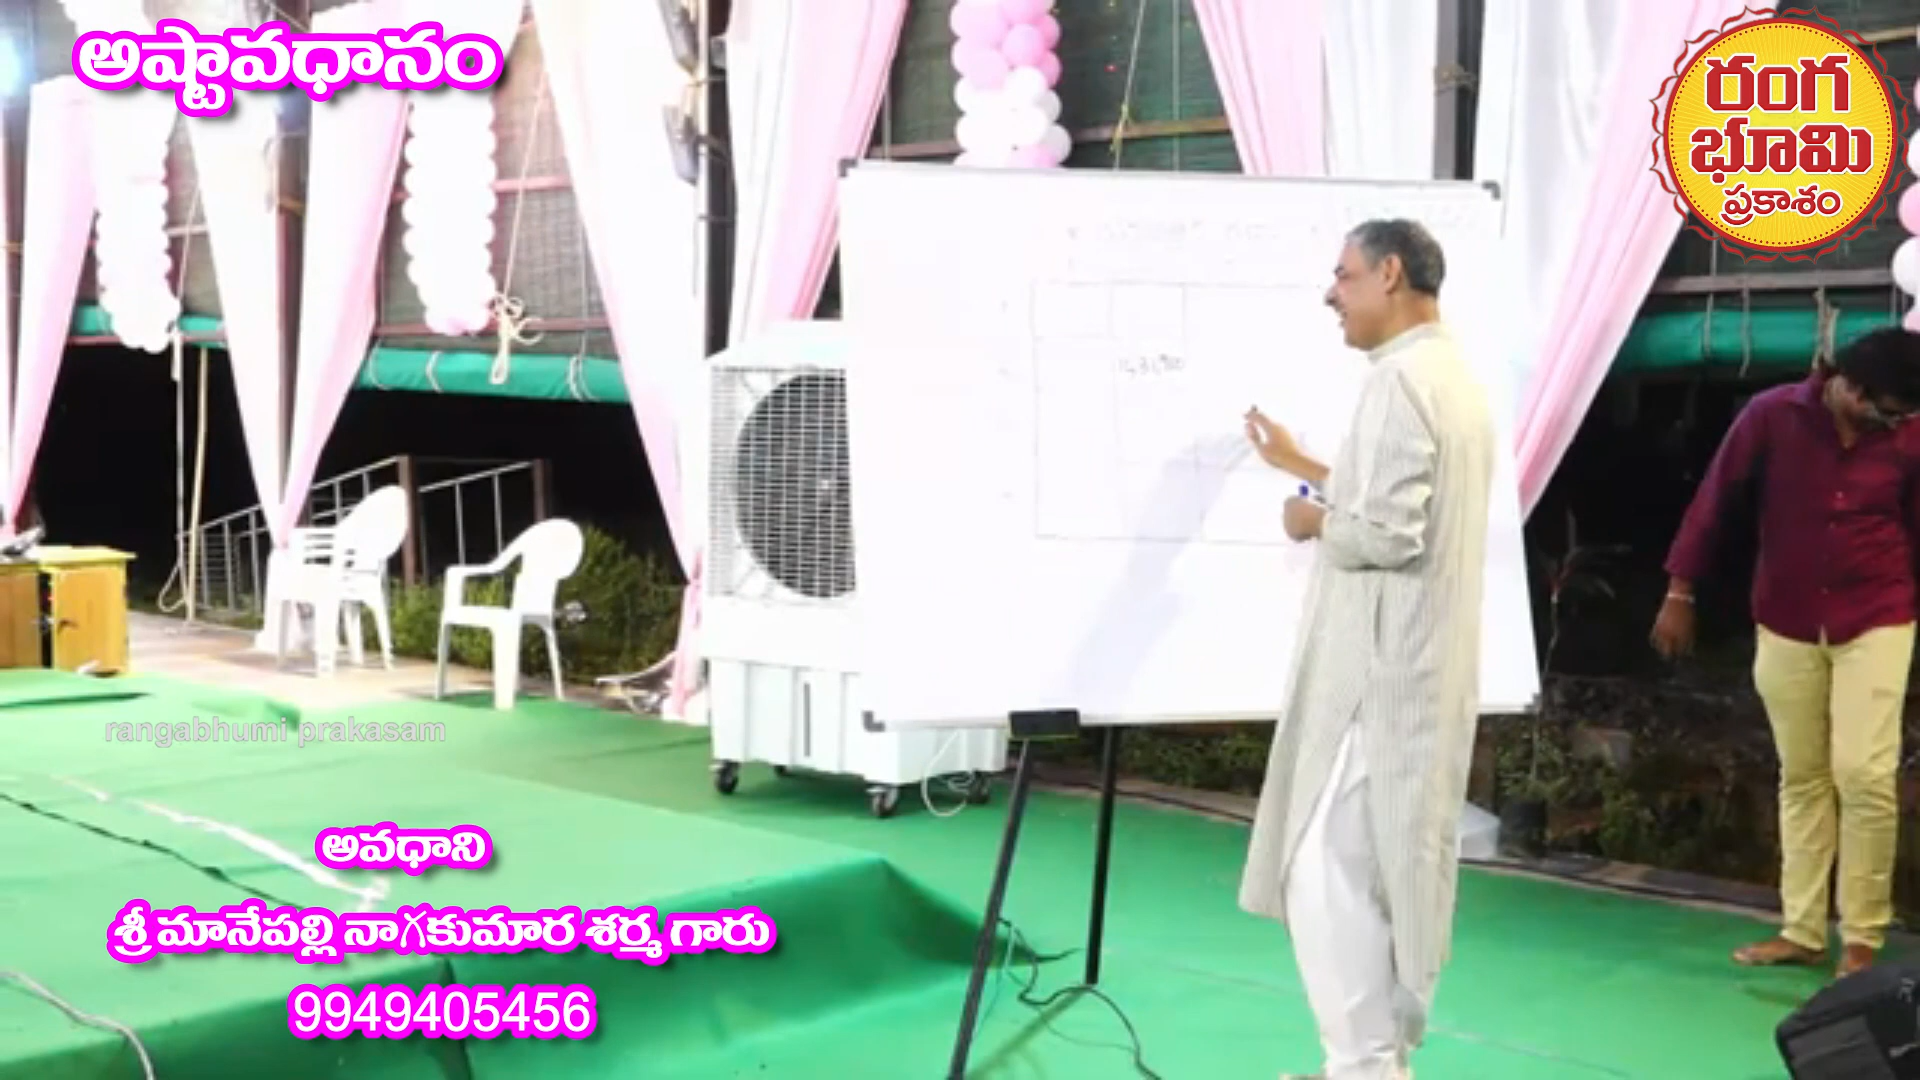 అష్టావధానం
రంగ
భూమి
ప్రకాశం
rangabhumi prakasam
అవధాని
శ్రీ మానేపల్లి నాగకుమార శర్మ గారు
9949405456